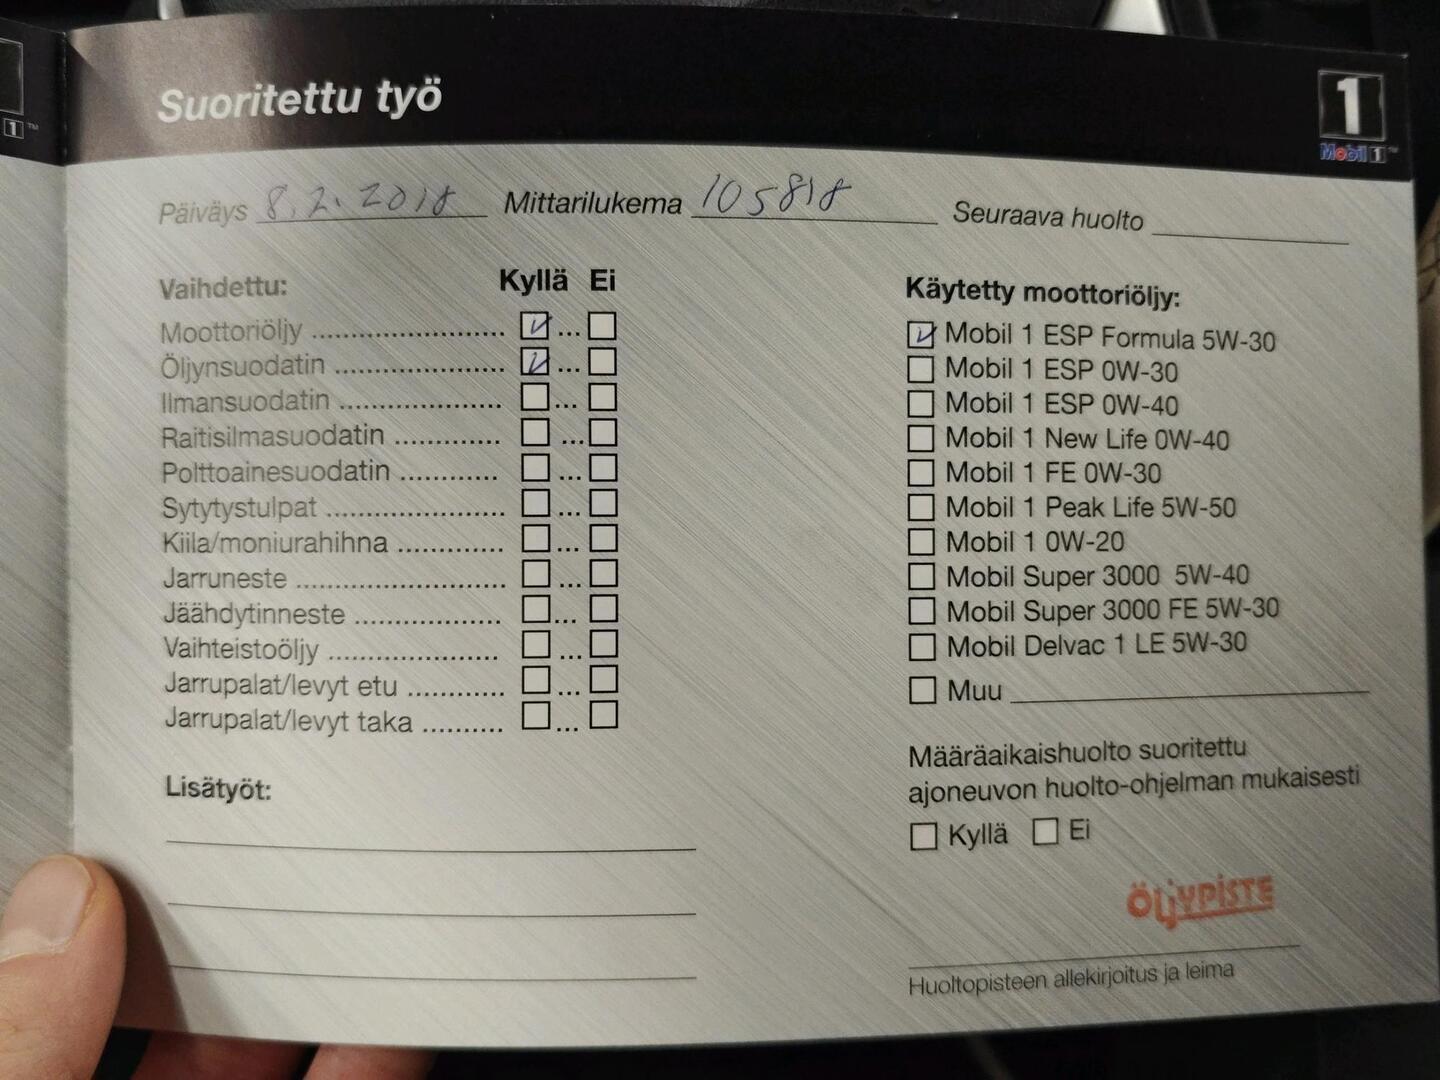 Suoritettu työ
1
Mobil 1™
1™
Päiväys 8.2.2018 Mittarilukema 105818 Seuraava huolto
Vaihdettu: Kyllä Ei
Moottoriöljy
Öljynsuodatin
Ilmansuodatin
Raitisilmasuodatin
Polttoainesuodatin
Sytytystulpat
Kiila/moniurahihna
Jarruneste
Jäähdytinneste
Vaihteistoöljy
Jarrupalat/levyt etu
Jarrupalat/levyt taka
Lisätyöt:
Käytetty moottoriöljy:
Mobil 1 ESP Formula 5W-30
Mobil 1 ESP 0W-30
Mobil 1 ESP 0W-40
Mobil 1 New Life 0W-40
Mobil 1 FE 0W-30
Mobil 1 Peak Life 5W-50
Mobil 1 0W-20
Mobil Super 3000 5W-40
Mobil Super 3000 FE 5W-30
Mobil Delvac 1 LE 5W-30
Muu
Määräaikaishuolto suoritettu
ajoneuvon huolto-ohjelman mukaisesti
Kyllä Ei
ÖLJYPISTE
Huoltopisteen allekirjoitus ja leima